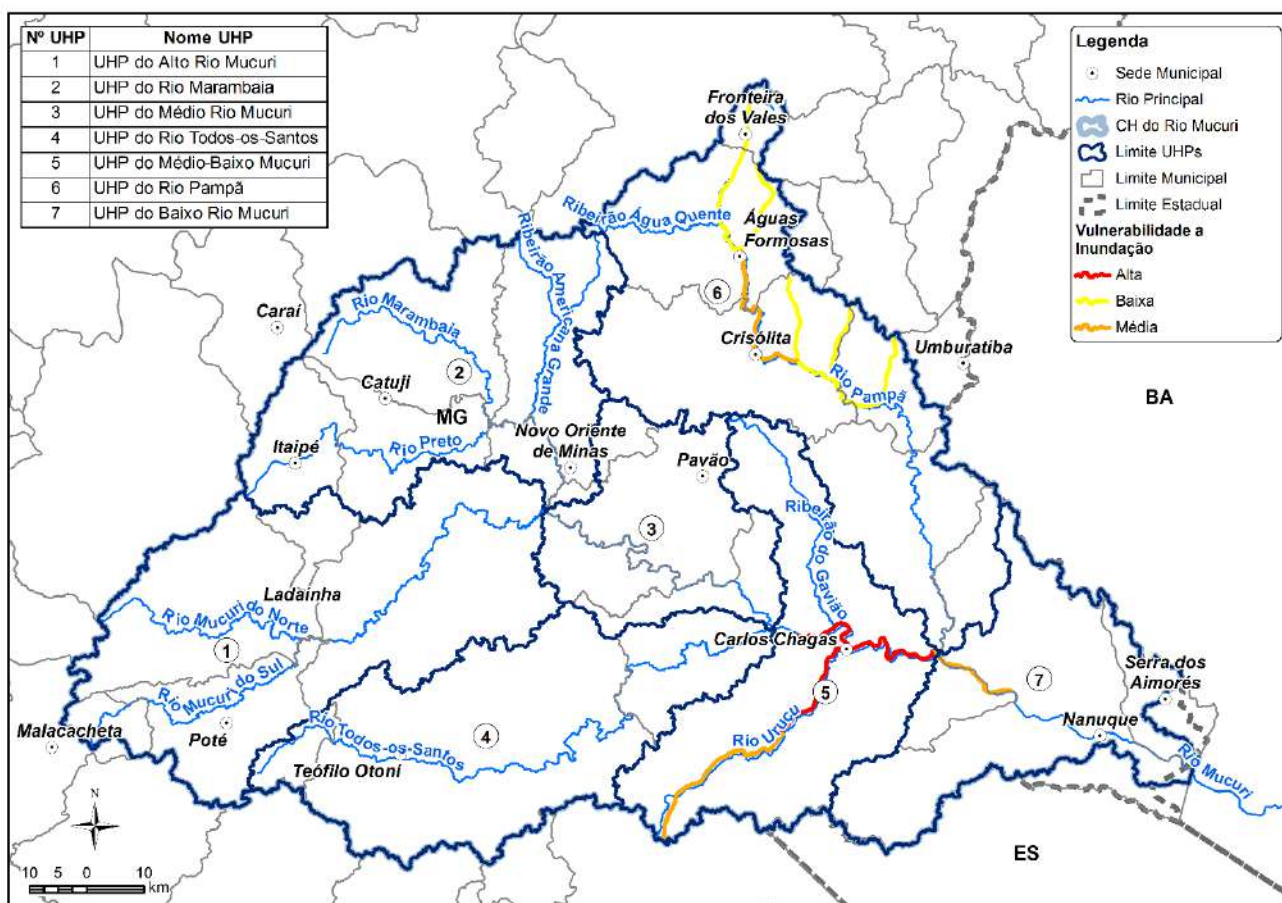 Nº UHP Nome UHP
1 UHP do Alto Rio Mucuri
2 UHP do Rio Marambaia
3 UHP do Médio Rio Mucuri
4 UHP do Rio Todos-os-Santos
5 UHP do Médio-Baixo Mucuri
6 UHP do Rio Pampã
7 UHP do Baixo Rio Mucuri
Legenda
Sede Municipal
Rio Principal
CH do Rio Mucuri
Limite UHPs
Limite Municipal
Limite Estadual
Vulnerabilidade a
Inundação
Alta
Baixa
Média
Fronteira
dos Vales
Ribeirão Água Quente
Águas
Formosas
Ribeirão Americana Grande
6
Caraí
Rio Marambaia
Crisólita
Umburatiba
2
Catuji
Rio Pampã
BA
MG
Novo Oriente
de Minas
Rio Preto
Itaipé
Pavão
Ribeirão do Gavião
3
Ladaínha
Rio Mucuri do Norte
Carlos Chagas
1
Serra dos
Aimorés
7
5
Rio Mucuri do Sul
Malacacheta
Poté
Rio Todos-os-Santos
4
Rio Uruçu
Nanuque
Teófilo Otoni
Rio Mucuri
N
ES
10 5 0 10
km